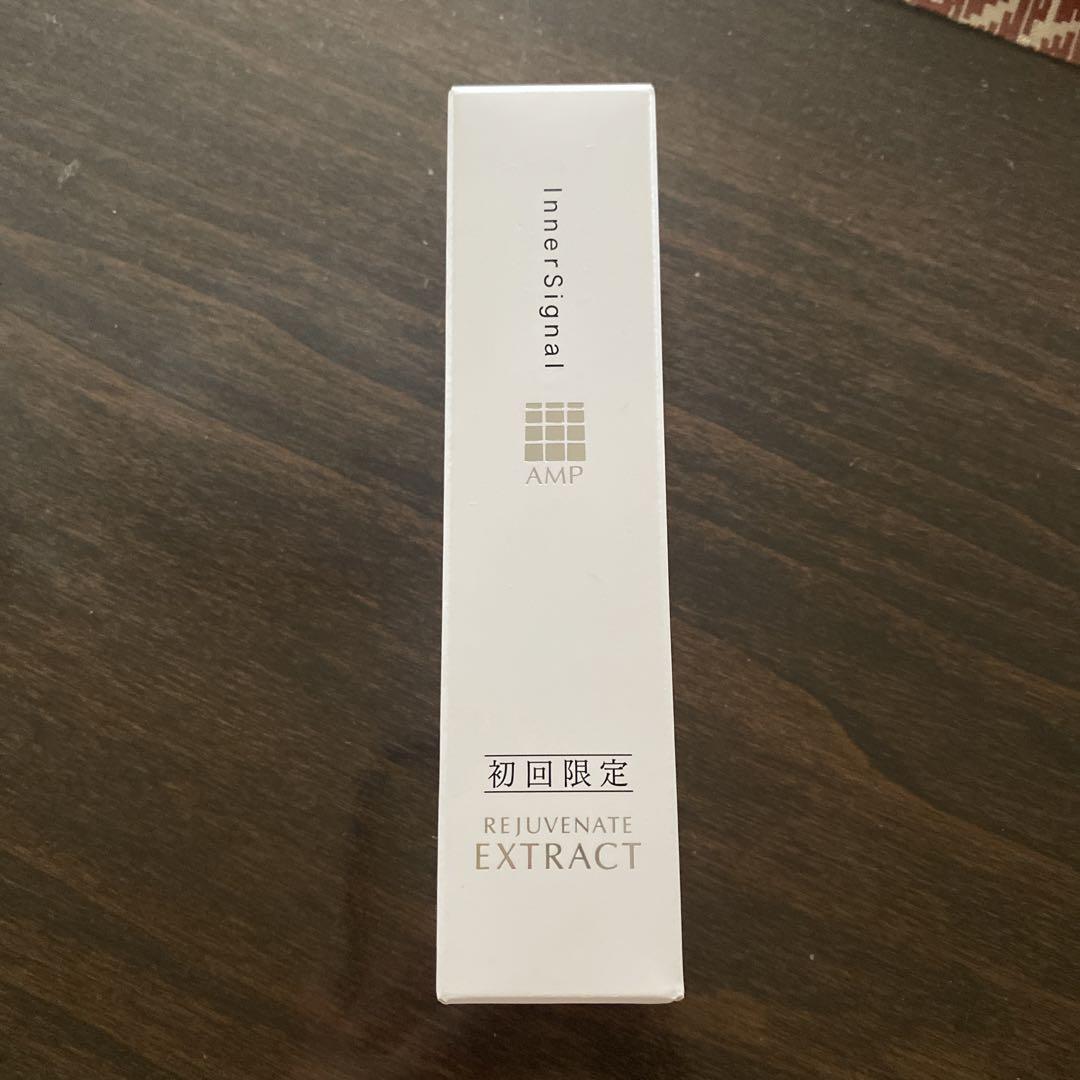 InnerSignal
AMP
初回限定
REJUVENATE
EXTRACT